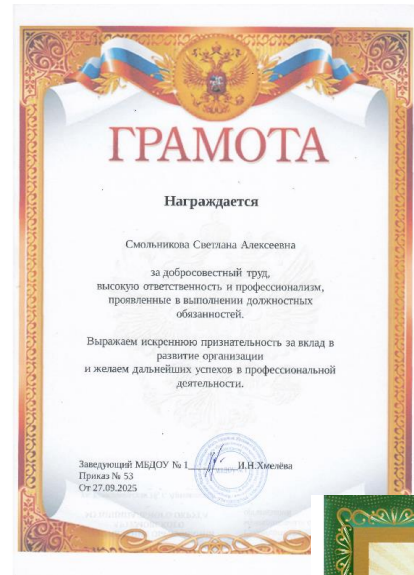 ГРАМОТА
Награждается
Смольникова Светлана Алексеевна
за добросовестный труд,
высокую ответственность и профессионализм,
проявленные в выполнении должностных
обязанностей.
Выражаем искреннюю признательность за вклад в
развитие организации
и желаем дальнейших успехов в профессиональной
деятельности.
Заведующий МБДОУ № 1 И.Н.Хмелёва
Приказ № 53
От 27.09.2025